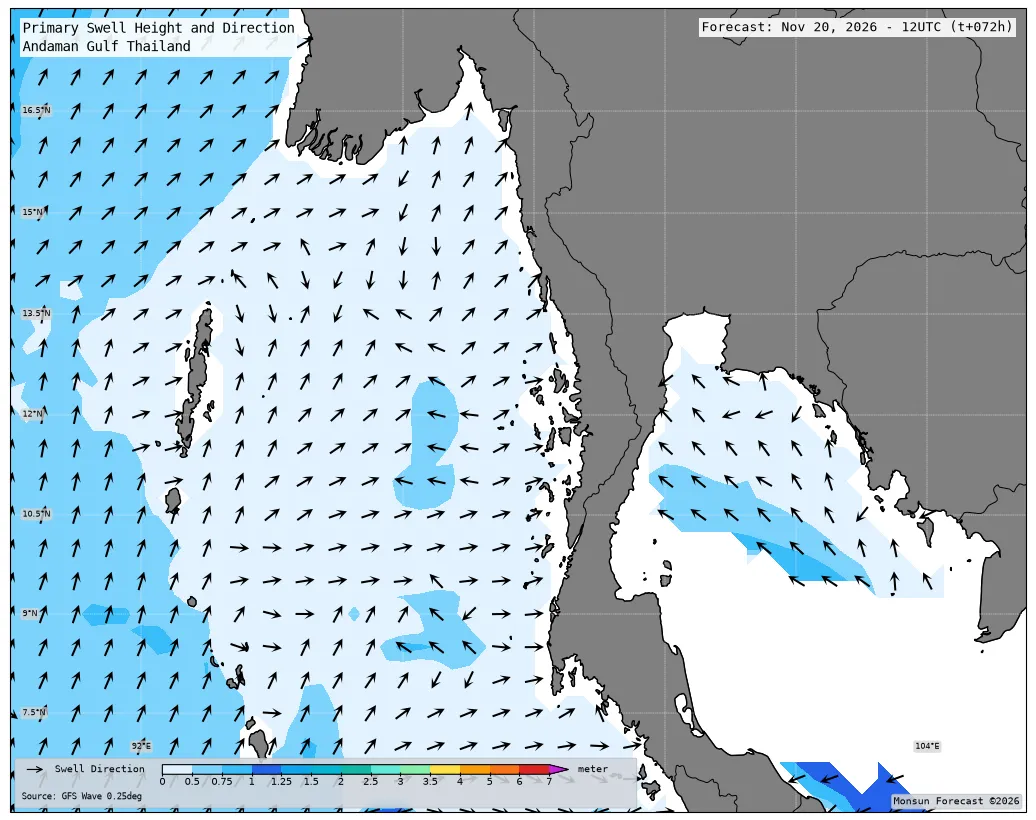 Primary Swell Height and Direction
Andaman Gulf Thailand
Forecast: Nov 20, 2026 - 12UTC (t+072h)
16.5°N
15°N
13.5°N
12°N
10.5°N
9°N
7.5°N
92°E
104°E
Swell Direction
0 0.5 0.75 1 1.25 1.5 2 2.5 3 3.5 4 5 6 7
meter
Source: GFS Wave 0.25deg
Monsun Forecast ©2026